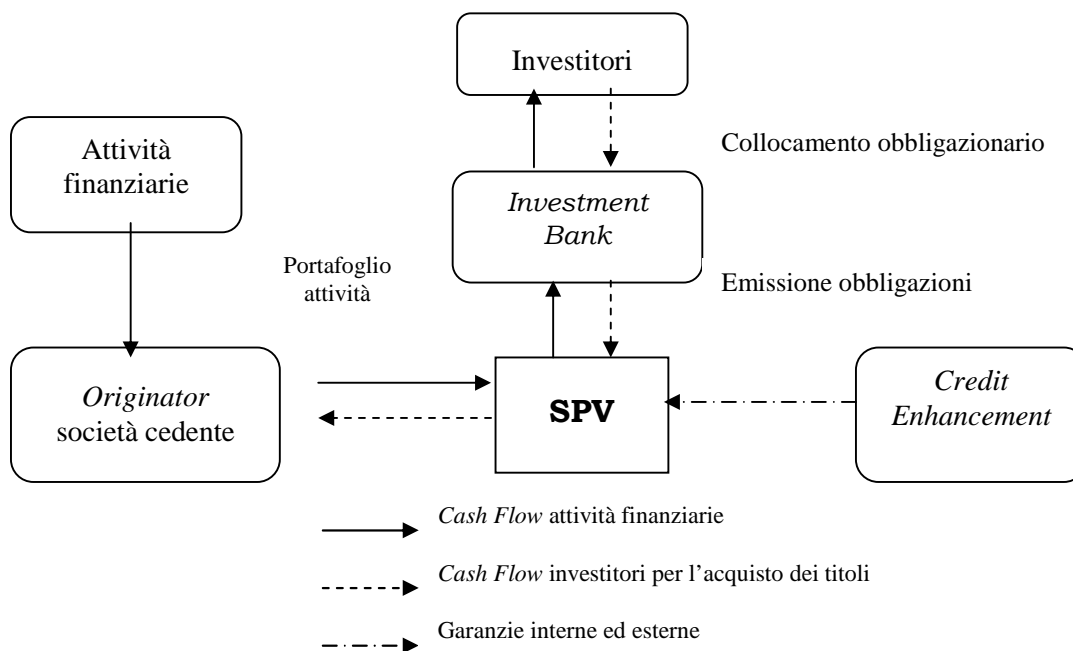 Investitori
Attività
finanziarie
Collocamento obbligazionario
Investment
Bank
Portafoglio
attività
Emissione obbligazioni
Originator
società cedente
SPV
Credit
Enhancement
Cash Flow attività finanziarie
Cash Flow investitori per l'acquisto dei titoli
Garanzie interne ed esterne